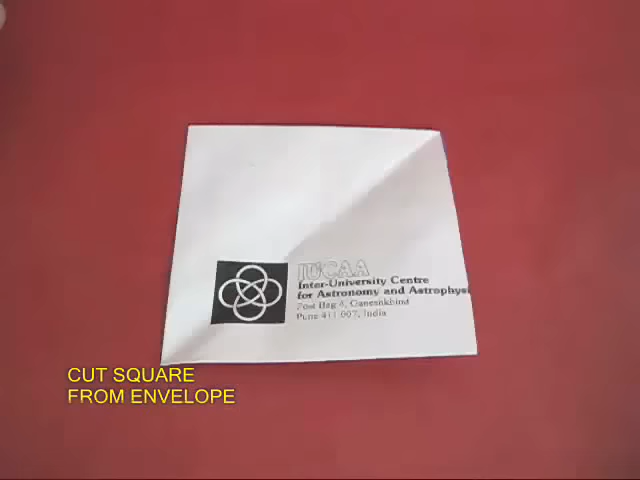 IUCAA
Inter-University Centre
for Astronomy and Astrophys
Post Bag 4, Ganeshkhind
Pune 411 007, India
CUT SQUARE
FROM ENVELOPE